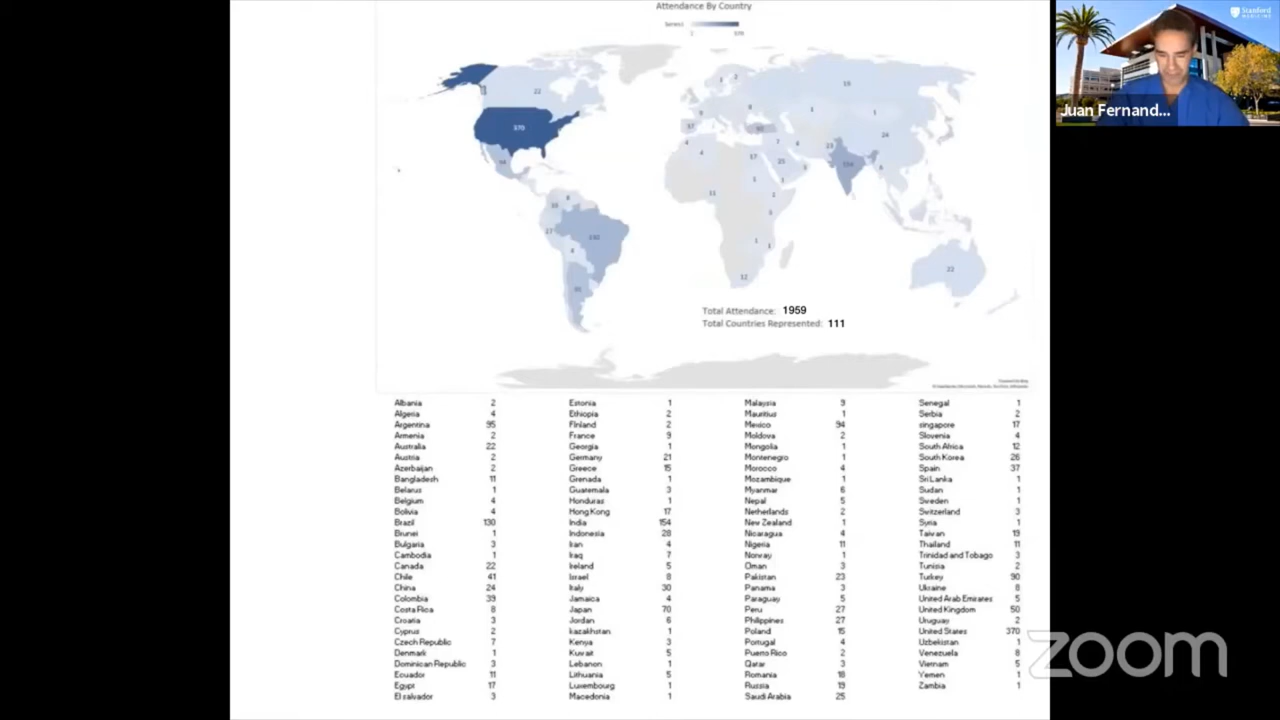 Attendance By Country
Series1
Stanford
MEDICINE
Juan Fernand...
22
370
19
24
23
17
25
11
27
130
154
12
22
Total Attendance: 1959
Total Countries Represented: 111
Albania 2
Algeria 4
Argentina 95
Armenia 2
Australia 22
Austria 2
Azerbaijan 2
Bangladesh 11
Belarus 1
Belgium 4
Bolivia 4
Brazil 130
Brunei 1
Bulgaria 3
Cambodia 1
Canada 22
Chile 41
China 24
Colombia 39
Costa Rica 8
Croatia 3
Cyprus 2
Czech Republic 7
Denmark 1
Dominican Republic 3
Ecuador 11
Egypt 17
El salvador 3
Estonia 1
Ethiopia 2
FInland 2
France 9
Georgia 1
Germany 21
Greece 15
Grenada 1
Guatemala 3
Honduras 1
Hong Kong 17
India 154
Indonesia 28
Iran 4
Iraq 7
Ireland 5
Israel 8
Italy 30
Jamaica 4
Japan 70
Jordan 6
kazakhstan 1
Kenya 3
Kuwait 5
Lebanon 1
Lithuania 5
Luxembourg 1
Macedonia 1
Malaysia 9
Mauritius 1
Mexico 94
Moldova 2
Mongolia 1
Montenegro 1
Morocco 4
Mozambique 1
Myanmar 6
Nepal 5
Netherlands 2
New Zealand 1
Nicaragua 4
Nigeria 11
Norway 1
Oman 3
Pakistan 23
Panama 3
Paraguay 5
Peru 27
Philippines 27
Poland 15
Portugal 4
Puerto Rico 2
Qatar 3
Romania 18
Russia 19
Saudi Arabia 25
Senegal 1
Serbia 2
singapore 17
Slovenia 4
South Africa 12
South Korea 26
Spain 37
Sri Lanka 1
Sudan 1
Sweden 1
Switzerland 3
Syria 1
Taiwan 19
Thailand 11
Trinidad and Tobago 3
Tunisia 2
Turkey 90
Ukraine 8
United Arab Emirates 5
United Kingdom 50
Uruguay 2
United States 370
Uzbekistan 1
Venezuela 8
Vietnam 5
Yemen 1
Zambia 1
zoom